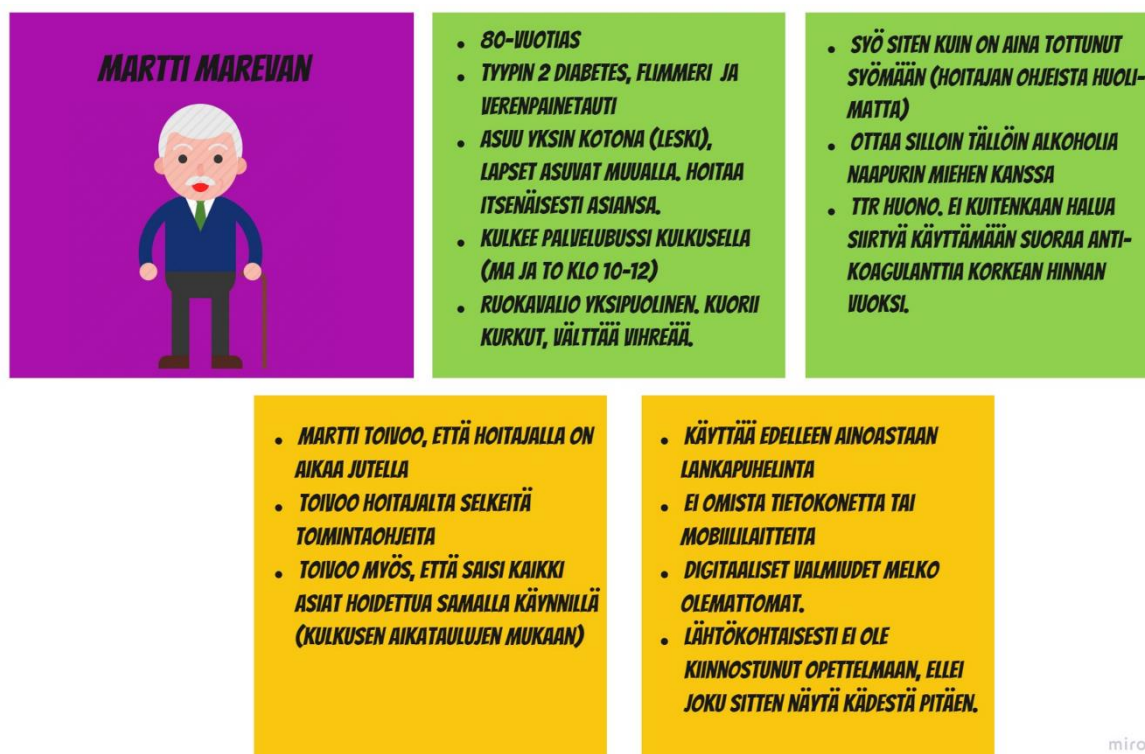 MARTTI MAREVAN
• 80-VUOTIAS
• TYYPIN 2 DIABETES, FLIMMERI JA
VERENPAINETAUTI
• ASUU YKSIN KOTONA (LESKI),
LAPSET ASUVAT MUUALLA. HOITAA
ITSENÄISESTI ASIANSA.
• KULKEE PALVELUBUSSI KULKUSELLA
(MA JA TO KLO 10-12)
• RUOKAVALIO YKSIPUOLINEN. KUORII
KURKUT, VÄLTTÄÄ VIHREÄÄ.
• SYÖ SITEN KUIN ON AINA TOTTUNUT
SYÖMÄÄN (HOITAJAN OHJEISTA HUOLI-
MATTA)
• OTTAA SILLOIN TÄLLÖIN ALKOHOLIA
NAAPURIN MIEHEN KANSSA
• TTR HUONO. EI KUITENKAAN HALUA
SIIRTYÄ KÄYTTÄMÄÄN SUORAA ANTI-
KOAGULANTTIA KORKEAN HINNAN
VUOKSI.
• MARTTI TOIVOO, ETTÄ HOITAJALLA ON
AIKAA JUTELLA
• TOIVOO HOITAJALTA SELKEITÄ
TOIMINTAOHJEITA
• TOIVOO MYÖS, ETTÄ SAISI KAIKKI
ASIAT HOIDETTUA SAMALLA KÄYNNILLÄ
(KULKUSEN AIKATAULUJEN MUKAAN)
• KÄYTTÄÄ EDELLEEN AINOASTAAN
LANKAPUHELINTA
• EI OMISTA TIETOKONETTA TAI
MOBIILILAITTEITA
• DIGITAALISET VALMIUDET MELKO
OLEMATTOMAT.
• LÄHTÖKOHTAISESTI EI OLE
KIINNOSTUNUT OPETTELMAAN, ELLEI
JOKU SITTEN NÄYTÄ KÄDESTÄ PITÄEN.
miro